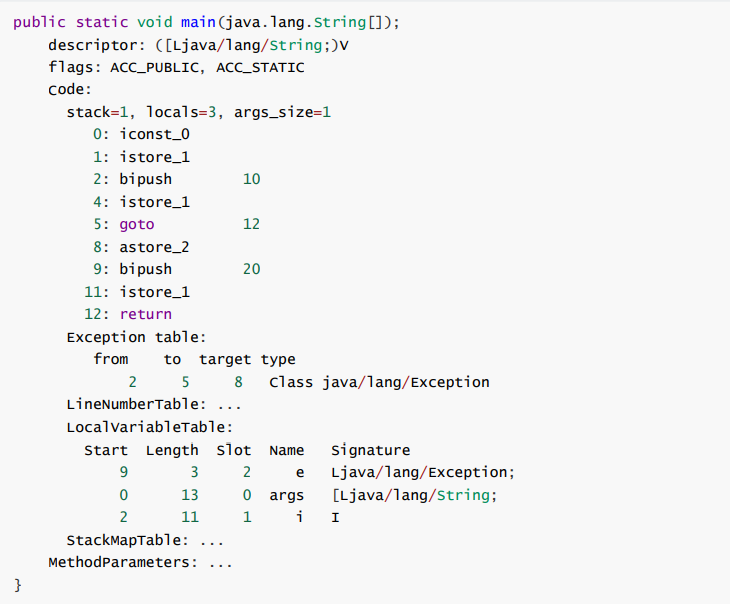 public static void main(java.lang.String[]);
descriptor: ([Ljava/lang/String;)V
flags: ACC_PUBLIC, ACC_STATIC
Code:
stack=1, locals=3, args_size=1
0: iconst_0
1: istore_1
2: bipush 10
4: istore_1
5: goto 12
8: astore_2
9: bipush 20
11: istore_1
12: return
Exception table:
from to target type
2 5 8 Class java/lang/Exception
LineNumberTable: ...
LocalVariableTable:
Start Length Slot Name Signature
9 3 2 e Ljava/lang/Exception;
0 13 0 args [Ljava/lang/String;
2 11 1 i I
StackMapTable: ...
MethodParameters: ...
}